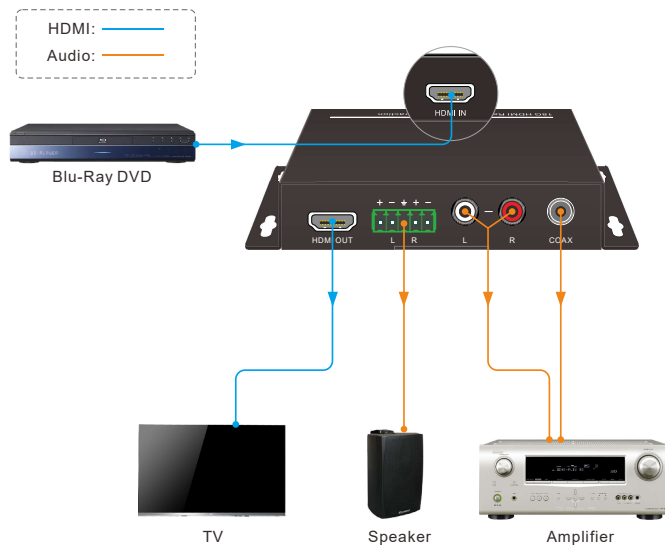 HDMI:
Audio:
HDMI IN
Blu-Ray DVD
+ − ⏚ + −
HDMI OUT
L R
L − R
COAX
TV
Speaker
Amplifier